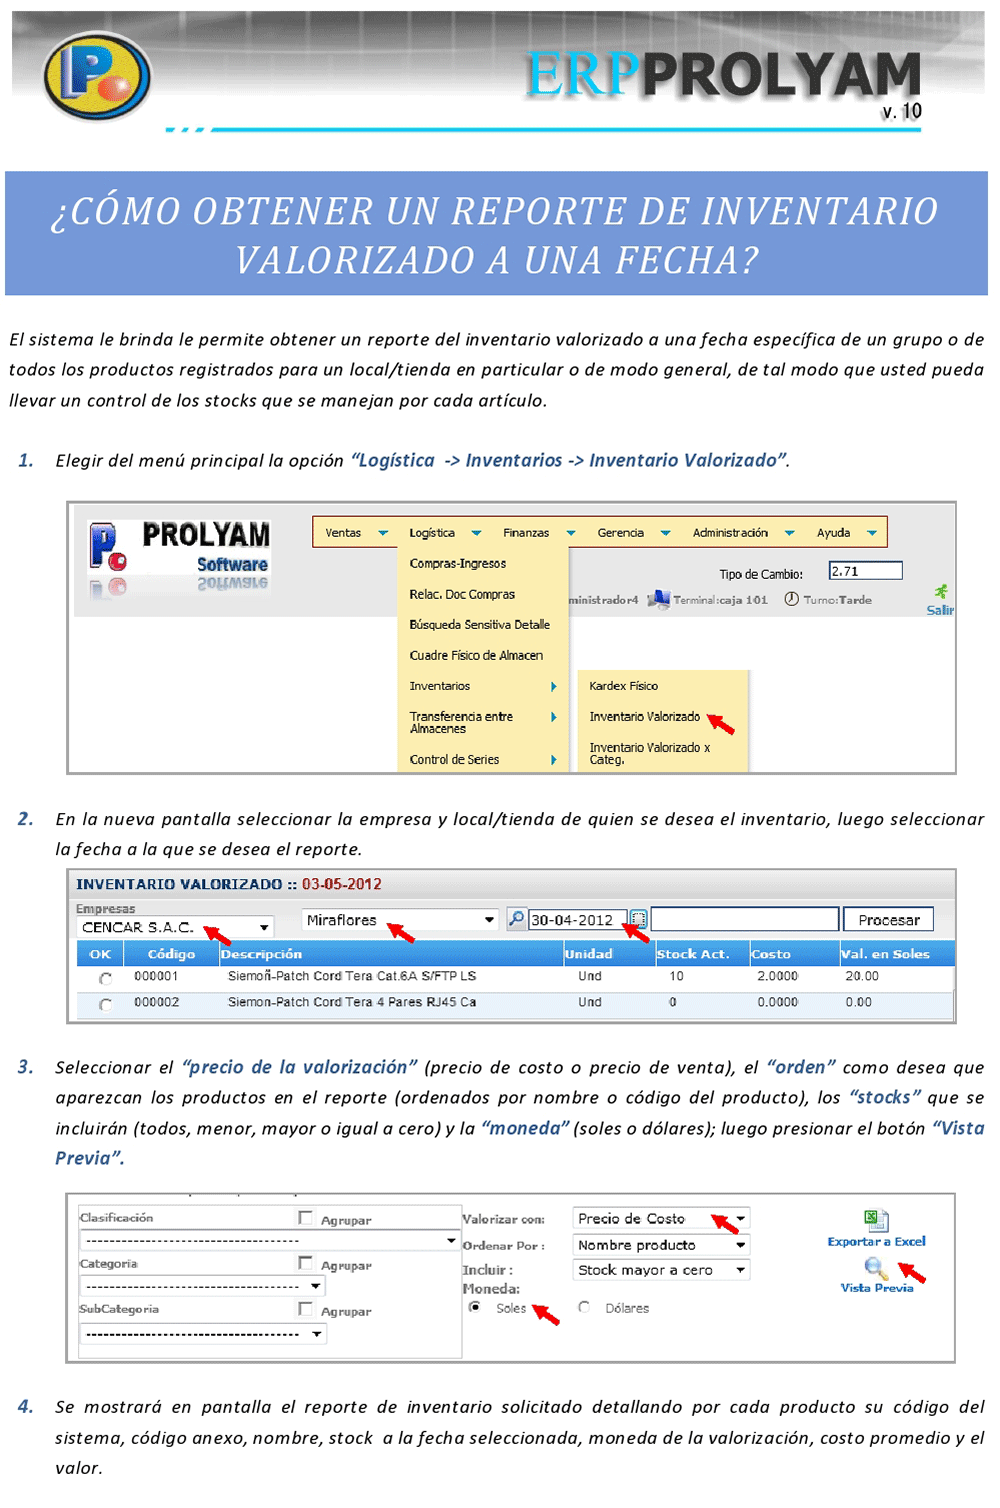 ERPPROLYAM
v. 10
¿CÓMO OBTENER UN REPORTE DE INVENTARIO
VALORIZADO A UNA FECHA?
El sistema le brinda le permite obtener un reporte del inventario valorizado a una fecha específica de un grupo o de
todos los productos registrados para un local/tienda en particular o de modo general, de tal modo que usted pueda
llevar un control de los stocks que se manejan por cada artículo.
1. Elegir del menú principal la opción “Logística -> Inventarios -> Inventario Valorizado”.
PROLYAM
Software
Ventas Logística Finanzas Gerencia Administración Ayuda
Compras-Ingresos
Tipo de Cambio: 2.71
Relac. Doc Compras
ministrador4 Terminal:caja 101 Turno:Tarde
Salir
Búsqueda Sensitiva Detalle
Cuadre Físico de Almacen
Inventarios Kardex Físico
Transferencia entre Inventario Valorizado
Almacenes
Inventario Valorizado x
Control de Series Categ.
2. En la nueva pantalla seleccionar la empresa y local/tienda de quien se desea el inventario, luego seleccionar
la fecha a la que se desea el reporte.
INVENTARIO VALORIZADO :: 03-05-2012
Empresas
CENCAR S.A.C. Miraflores 30-04-2012 Procesar
OK Código Descripción Unidad Stock Act. Costo Val. en Soles
000001 Siemon-Patch Cord Tera Cat.6A S/FTP LS Und 10 2.0000 20.00
000002 Siemon-Patch Cord Tera 4 Pares RJ45 Ca Und 0 0.0000 0.00
3. Seleccionar el “precio de la valorización” (precio de costo o precio de venta), el “orden” como desea que
aparezcan los productos en el reporte (ordenados por nombre o código del producto), los “stocks” que se
incluirán (todos, menor, mayor o igual a cero) y la “moneda” (soles o dólares); luego presionar el botón “Vista
Previa”.
Clasificación Agrupar Valorizar con: Precio de Costo
Ordenar Por : Nombre producto Exportar a Excel
Categoria Agrupar Incluir : Stock mayor a cero
Moneda: Vista Previa
SubCategoria Agrupar Soles Dólares
4. Se mostrará en pantalla el reporte de inventario solicitado detallando por cada producto su código del
sistema, código anexo, nombre, stock a la fecha seleccionada, moneda de la valorización, costo promedio y el
valor.